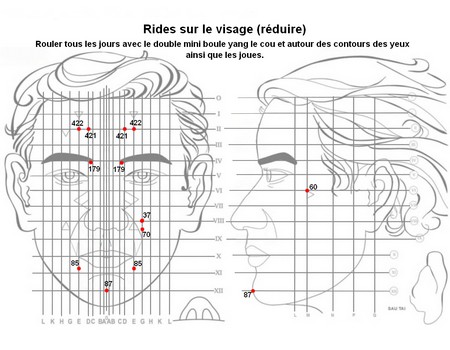 Rides sur le visage (réduire)
Rouler tous les jours avec le double mini boule yang le cou et autour des contours des yeux
ainsi que les joues.
O
I
422 422
II
421 421
III
IV
179 179
V
60
VI
VII
37
VIII
70
IX
X
85 85
XI
87 87
XII
L K H G E D C B A A B C D E G H K L
L M N P G